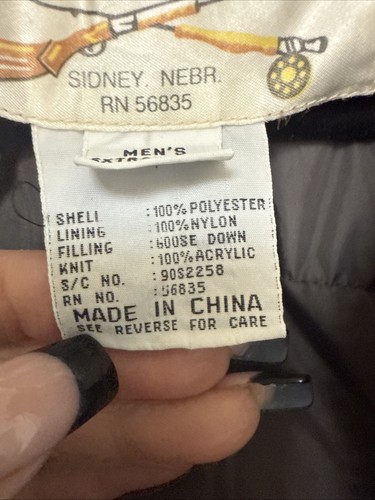 SIDNEY, NEBR.
RN 56835
MEN'S
SHELL : 100% POLYESTER
LINING : 100% NYLON
FILLING : GOOSE DOWN
KNIT : 100% ACRYLIC
S/C NO. : 90S2258
RN NO. : 56835
MADE IN CHINA
SEE REVERSE FOR CARE